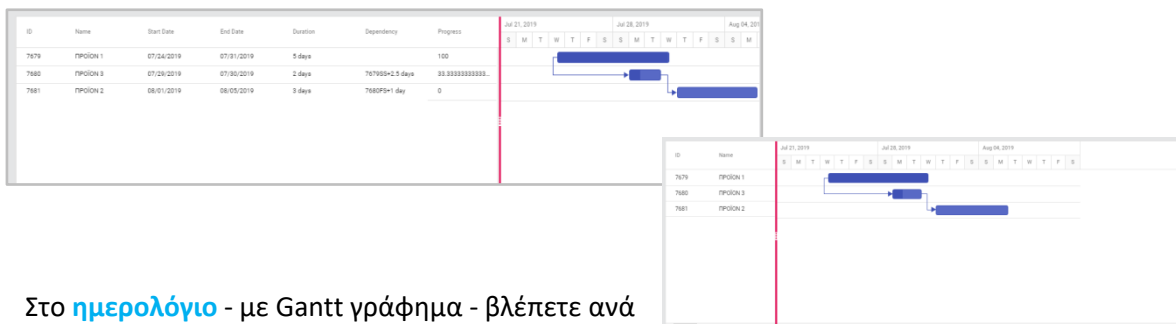 ID Name Start Date End Date Duration Dependency Progress
Jul 21, 2019 Jul 28, 2019 Aug 04, 201
S M T W T F S S M T W T F S S M
7679 ΠΡΟΪΟΝ 1 07/24/2019 07/31/2019 5 days 100
7680 ΠΡΟΪΟΝ 3 07/29/2019 07/30/2019 2 days 7679SS+2.5 days 33.33333333333...
7681 ΠΡΟΪΟΝ 2 08/01/2019 08/05/2019 3 days 7680FS+1 day 0
ID Name
Jul 21, 2019 Jul 28, 2019 Aug 04, 2019
S M T W T F S S M T W T F S S M T W T F S
7679 ΠΡΟΪΟΝ 1
7680 ΠΡΟΪΟΝ 3
7681 ΠΡΟΪΟΝ 2
Στο ημερολόγιο - με Gantt γράφημα - βλέπετε ανά